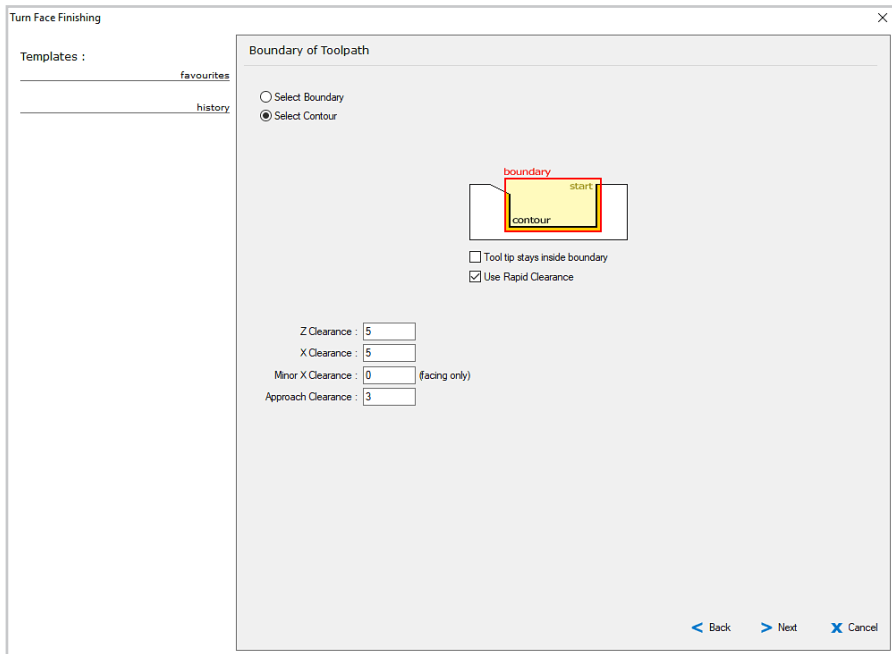 Turn Face Finishing
Templates :
favourites
history
Boundary of Toolpath
Select Boundary
Select Contour
boundary
start
contour
Tool tip stays inside boundary
Use Rapid Clearance
Z Clearance : 5
X Clearance : 5
Minor X Clearance : 0 (facing only)
Approach Clearance : 3
< Back > Next X Cancel